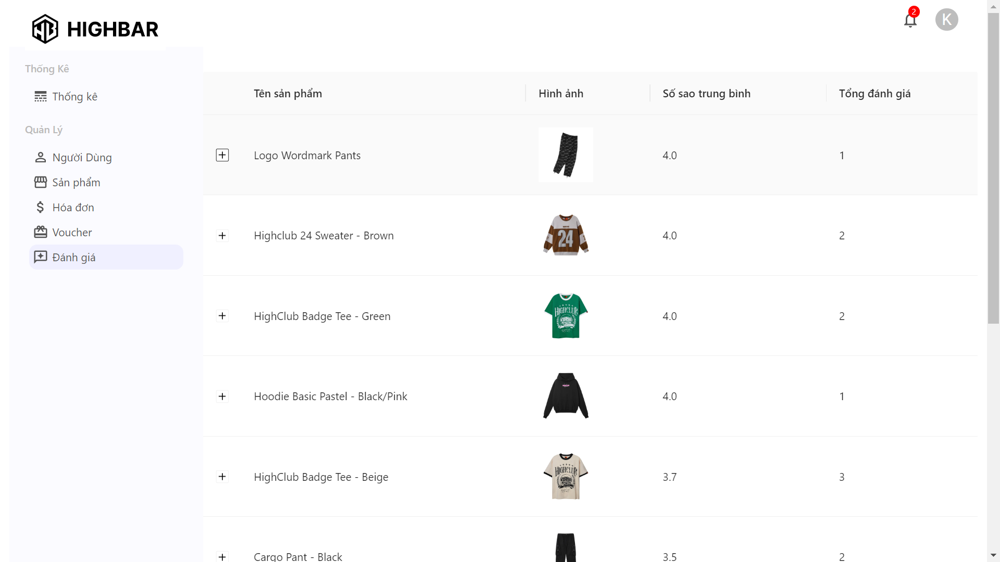 HIGHBAR
2
K
Thống Kê
Thống kê
Quản Lý
Người Dùng
Sản phẩm
Hóa đơn
Voucher
Đánh giá
Tên sản phẩm Hình ảnh Số sao trung bình Tổng đánh giá
Logo Wordmark Pants 4.0 1
Highclub 24 Sweater - Brown 24 4.0 2
HighClub Badge Tee - Green HIGHCLUB 4.0 2
Hoodie Basic Pastel - Black/Pink 4.0 1
HighClub Badge Tee - Beige HIGHCLUB 3.7 3
Cargo Pant - Black 3.5 2